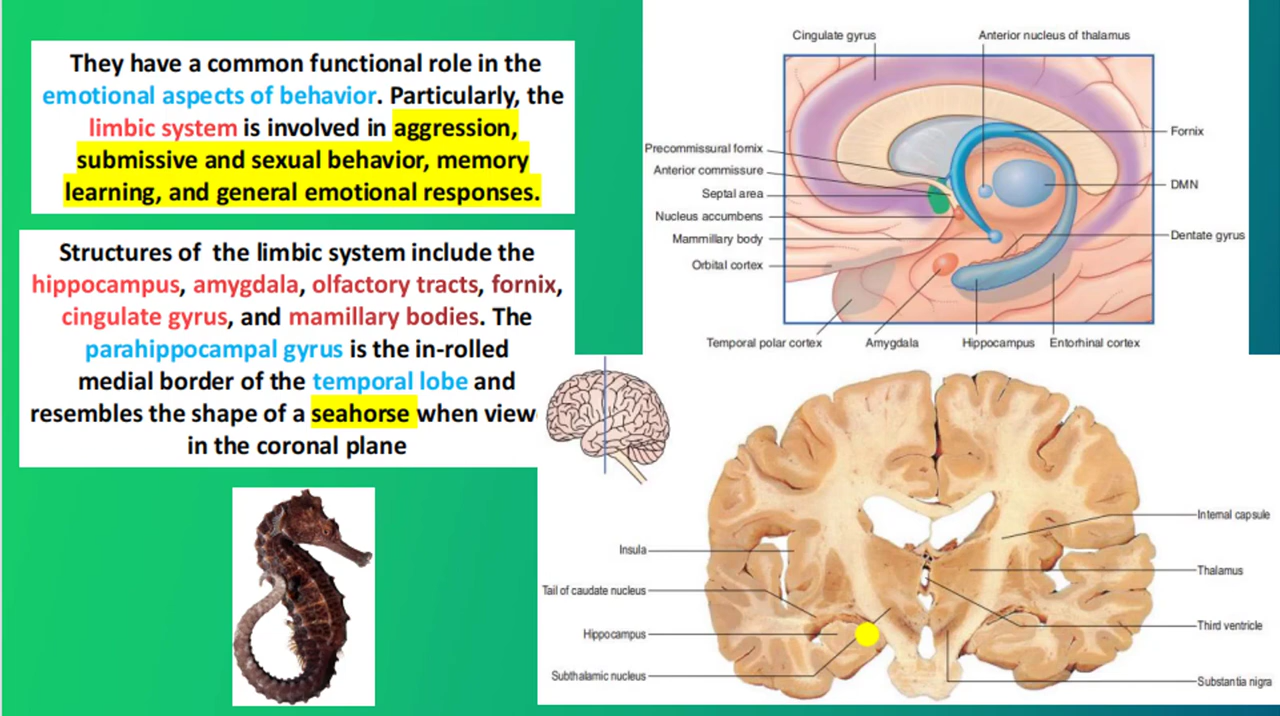 They have a common functional role in the
emotional aspects of behavior. Particularly, the
limbic system is involved in aggression,
submissive and sexual behavior, memory
learning, and general emotional responses.
Structures of the limbic system include the
hippocampus, amygdala, olfactory tracts, fornix,
cingulate gyrus, and mamillary bodies. The
parahippocampal gyrus is the in-rolled
medial border of the temporal lobe and
resembles the shape of a seahorse when view
in the coronal plane
Cingulate gyrus
Anterior nucleus of thalamus
Precommissural fornix
Anterior commissure
Septal area
Nucleus accumbens
Mammillary body
Orbital cortex
Fornix
DMN
Dentate gyrus
Temporal polar cortex
Amygdala
Hippocampus
Entorhinal cortex
Insula
Tail of caudate nucleus
Hippocampus
Subthalamic nucleus
Internal capsule
Thalamus
Third ventricle
Substantia nigra